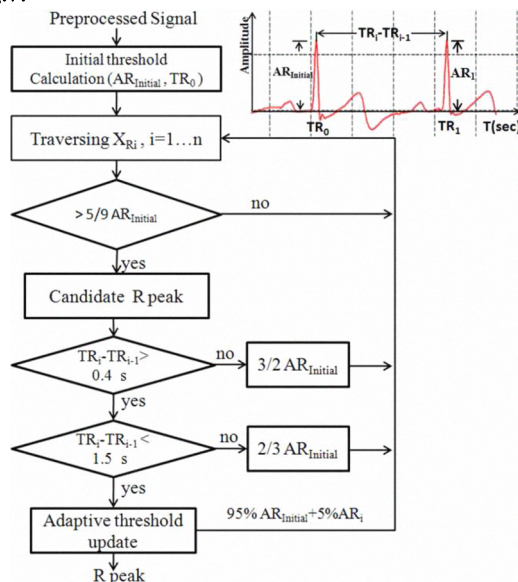 Preprocessed Signal
Initial threshold
Calculation (AR_Initial, TR_0)
Traversing X_Ri, i=1…n
> 5/9 AR_Initial
no
yes
Candidate R peak
TR_i-TR_i-1>
0.4 s
no
3/2 AR_Initial
yes
TR_i-TR_i-1<
1.5 s
no
2/3 AR_Initial
yes
Adaptive threshold
update
95% AR_Initial+5%AR_i
R peak
Amplitude
TR_i-TR_i-1
AR_Initial
AR_1
TR_0
TR_1
T(sec)